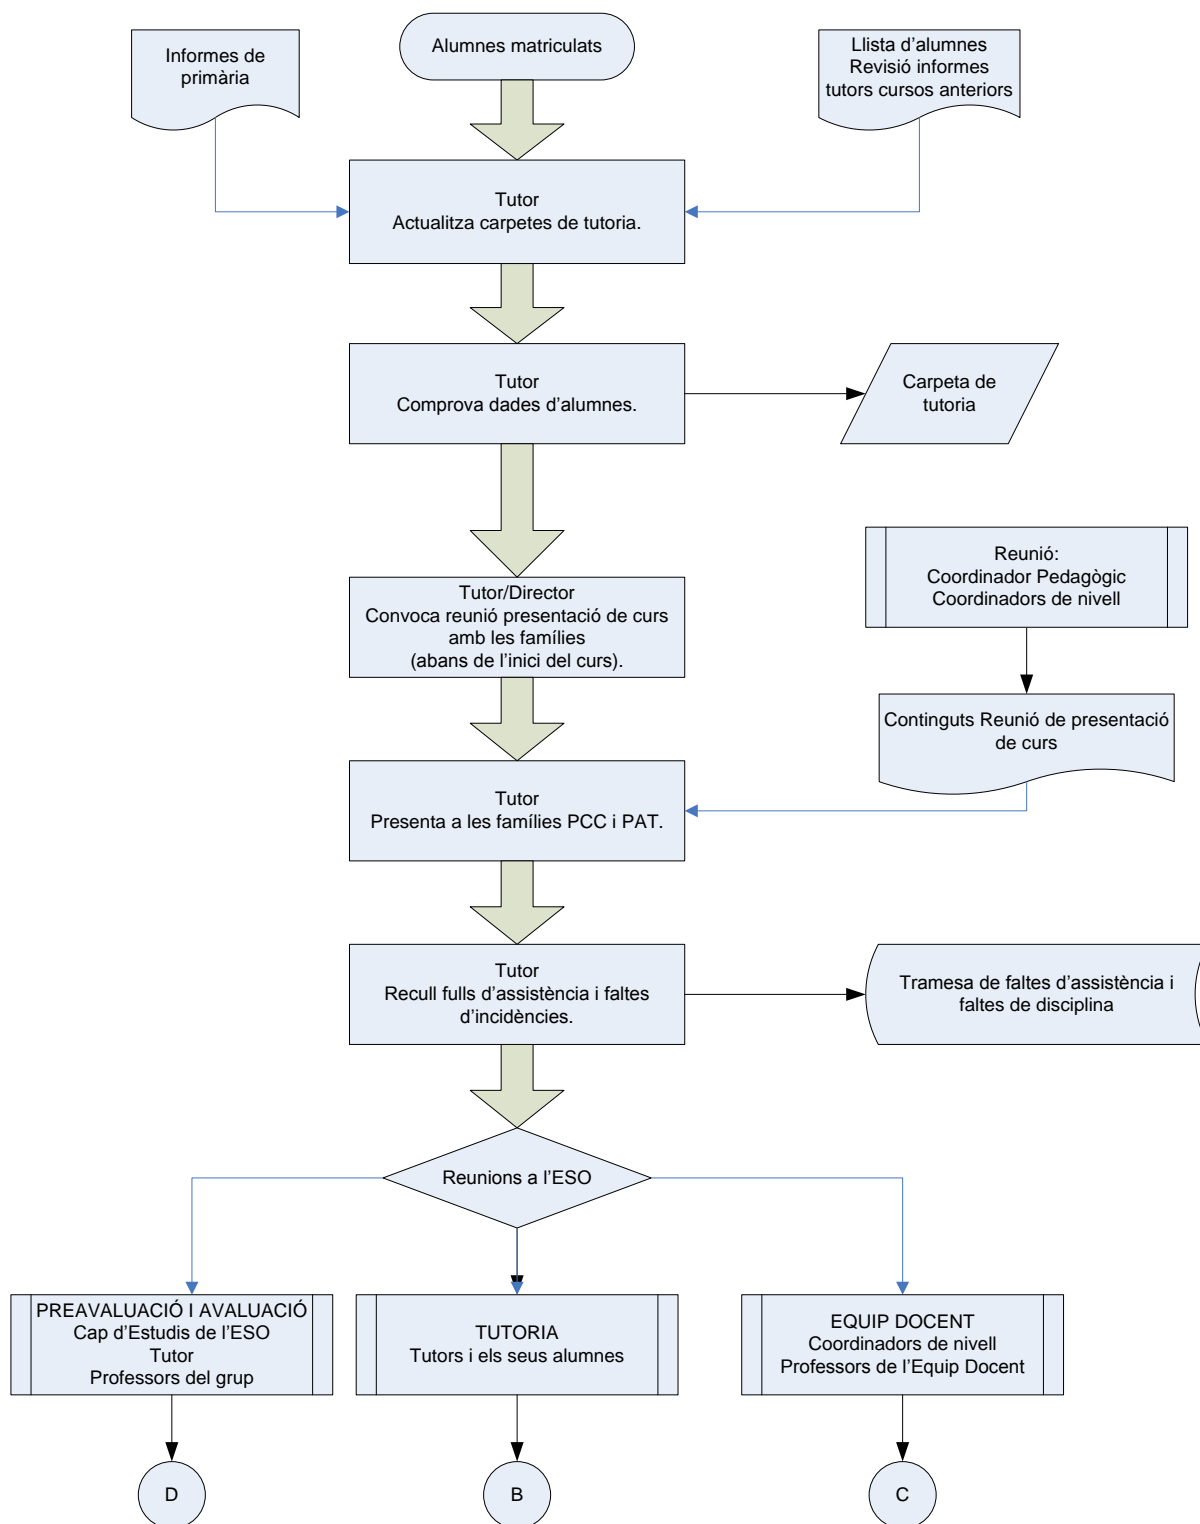 Informes de
primària
Alumnes matriculats
Llista d’alumnes
Revisió informes
tutors cursos anteriors
Tutor
Actualitza carpetes de tutoria.
Tutor
Comprova dades d’alumnes.
Carpeta de
tutoria
Reunió:
Coordinador Pedagògic
Coordinadors de nivell
Tutor/Director
Convoca reunió presentació de curs
amb les famílies
(abans de l’inici del curs).
Continguts Reunió de presentació
de curs
Tutor
Presenta a les famílies PCC i PAT.
Tutor
Recull fulls d’assistència i faltes
d’incidències.
Tramesa de faltes d’assistència i
faltes de disciplina
Reunions a l’ESO
PREAVALUACIÓ I AVALUACIÓ
Cap d’Estudis de l’ESO
Tutor
Professors del grup
TUTORIA
Tutors i els seus alumnes
EQUIP DOCENT
Coordinadors de nivell
Professors de l’Equip Docent
D
B
C